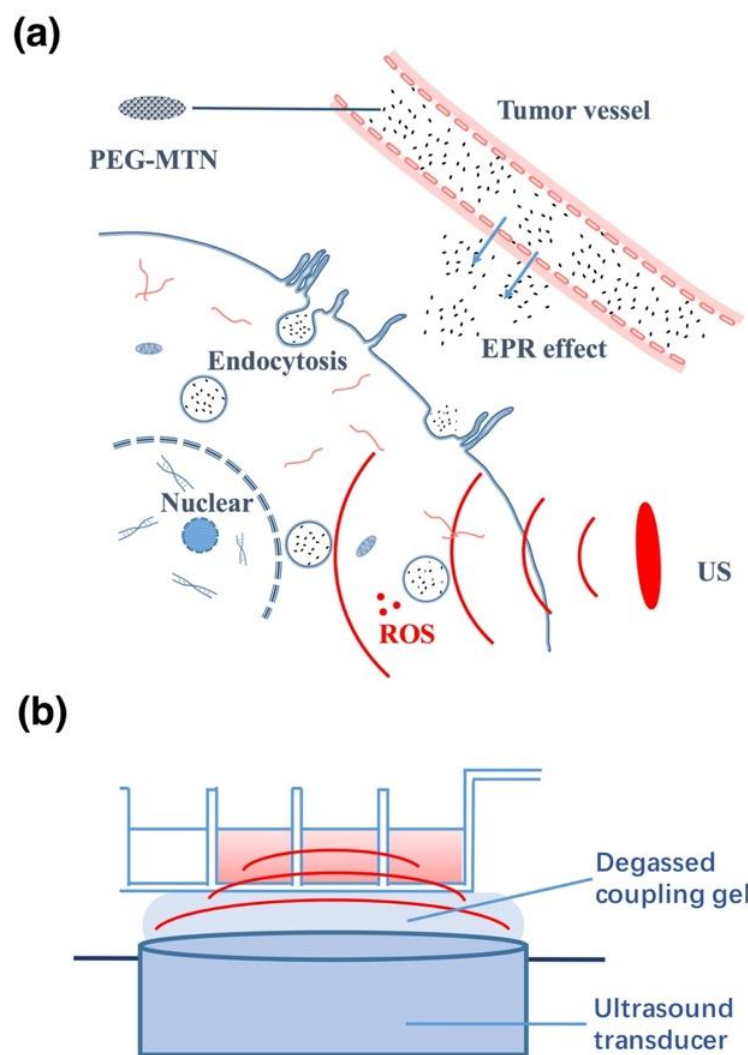 (a)
Tumor vessel
PEG-MTN
EPR effect
Endocytosis
Nuclear
US
ROS
(b)
Degassed
coupling gel
Ultrasound
transducer